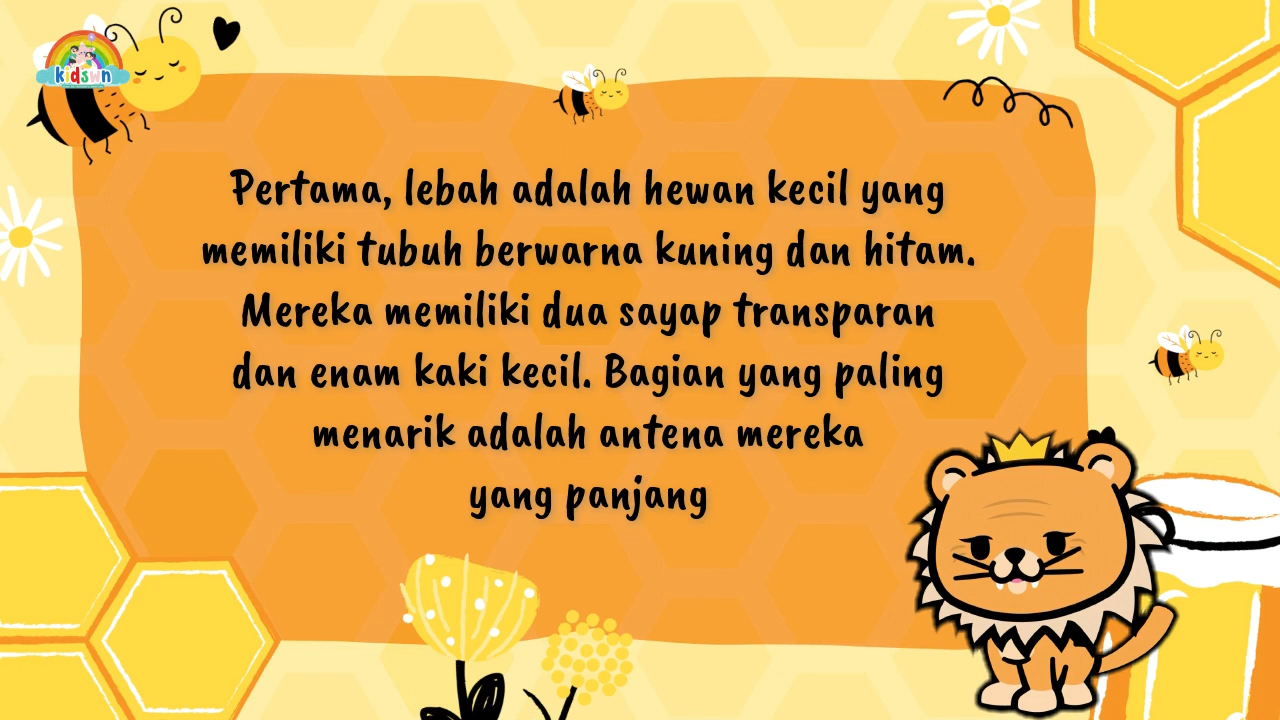 kidswn
Pertama, lebah adalah hewan kecil yang
memiliki tubuh berwarna kuning dan hitam.
Mereka memiliki dua sayap transparan
dan enam kaki kecil. Bagian yang paling
menarik adalah antena mereka
yang panjang